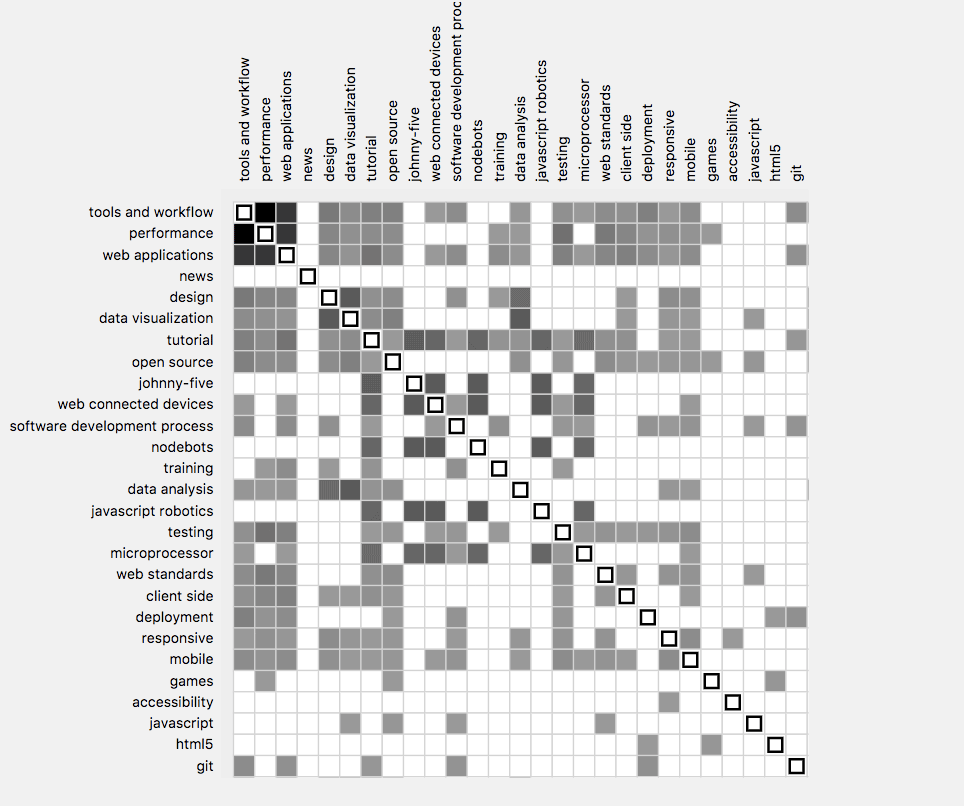 tools and workflow
performance
web applications
news
design
data visualization
tutorial
open source
johnny-five
web connected devices
software development proc
nodebots
training
data analysis
javascript robotics
testing
microprocessor
web standards
client side
deployment
responsive
mobile
games
accessibility
javascript
html5
git
tools and workflow
performance
web applications
news
design
data visualization
tutorial
open source
johnny-five
web connected devices
software development process
nodebots
training
data analysis
javascript robotics
testing
microprocessor
web standards
client side
deployment
responsive
mobile
games
accessibility
javascript
html5
git